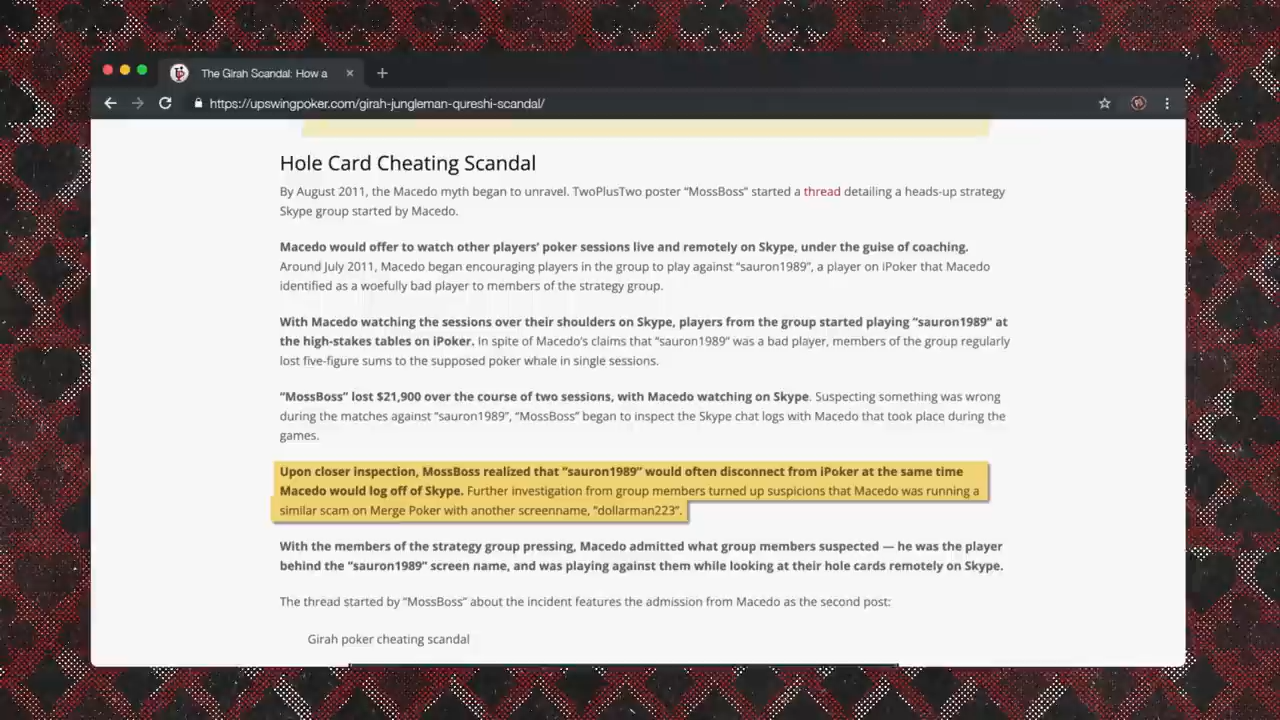 The Girah Scandal: How a
https://upswingpoker.com/girah-jungleman-qureshi-scandal/
Hole Card Cheating Scandal
By August 2011, the Macedo myth began to unravel. TwoPlusTwo poster “MossBoss” started a thread detailing a heads-up strategy
Skype group started by Macedo.
Macedo would offer to watch other players’ poker sessions live and remotely on Skype, under the guise of coaching.
Around July 2011, Macedo began encouraging players in the group to play against “sauron1989”, a player on iPoker that Macedo
identified as a woefully bad player to members of the strategy group.
With Macedo watching the sessions over their shoulders on Skype, players from the group started playing “sauron1989” at
the high-stakes tables on iPoker. In spite of Macedo’s claims that “sauron1989” was a bad player, members of the group regularly
lost five-figure sums to the supposed poker whale in single sessions.
“MossBoss” lost $21,900 over the course of two sessions, with Macedo watching on Skype. Suspecting something was wrong
during the matches against “sauron1989”, “MossBoss” began to inspect the Skype chat logs with Macedo that took place during the
games.
Upon closer inspection, MossBoss realized that “sauron1989” would often disconnect from iPoker at the same time
Macedo would log off of Skype. Further investigation from group members turned up suspicions that Macedo was running a
similar scam on Merge Poker with another screenname, “dollarman223”.
With the members of the strategy group pressing, Macedo admitted what group members suspected — he was the player
behind the “sauron1989” screen name, and was playing against them while looking at their hole cards remotely on Skype.
The thread started by “MossBoss” about the incident features the admission from Macedo as the second post:
Girah poker cheating scandal